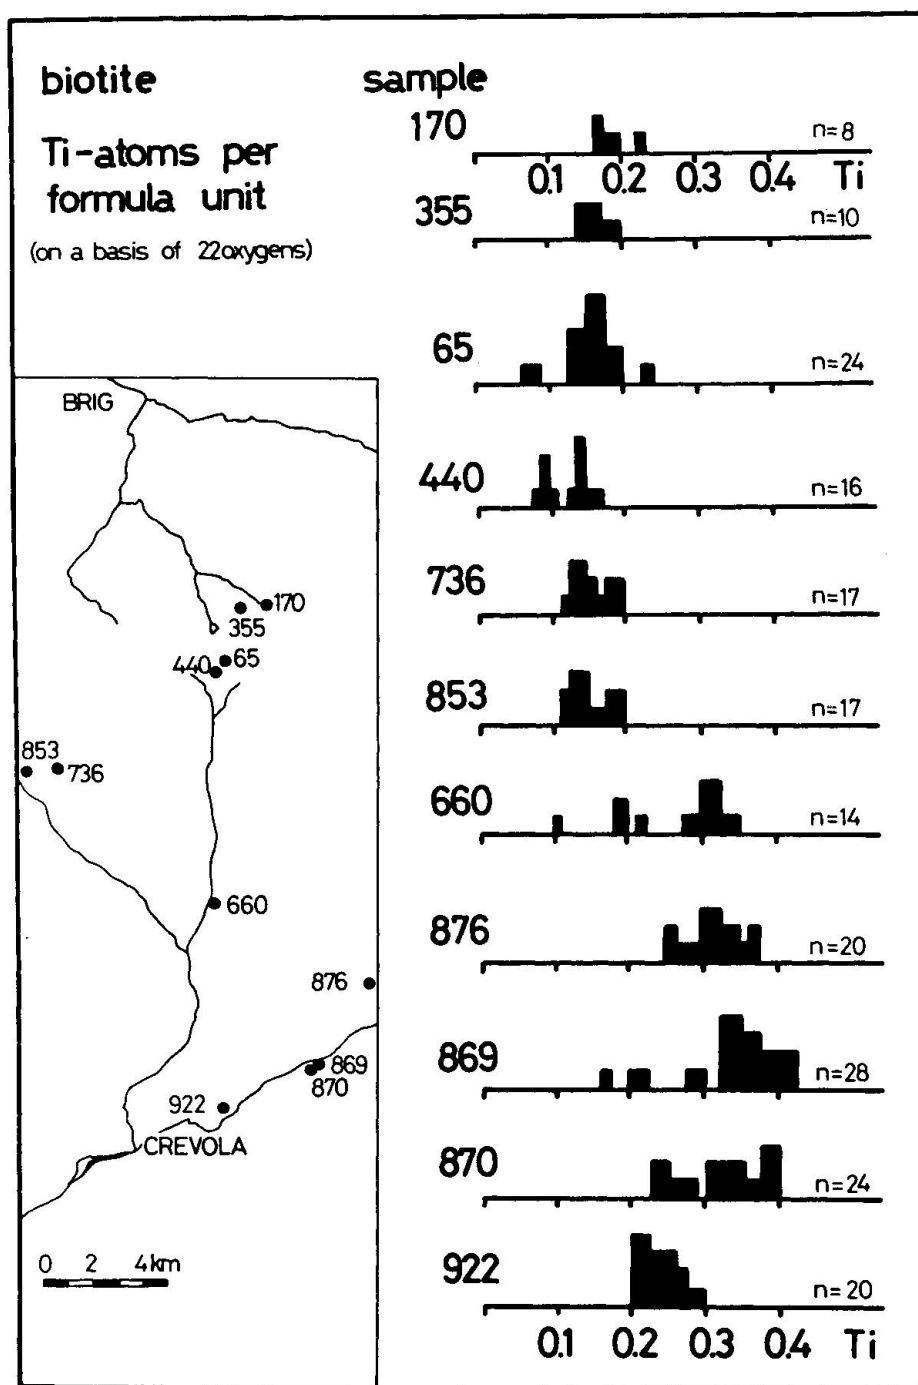 biotite
Ti-atoms per
formula unit
(on a basis of 22oxygens)
sample
170
n=8
0.1 0.2 0.3 0.4 Ti
355
n=10
65
n=24
440
n=16
736
n=17
853
n=17
660
n=14
876
n=20
869
n=28
870
n=24
922
n=20
0.1 0.2 0.3 0.4 Ti
BRIG
170
355
440
65
853
736
660
876
869
870
922
CREVOLA
0 2 4km